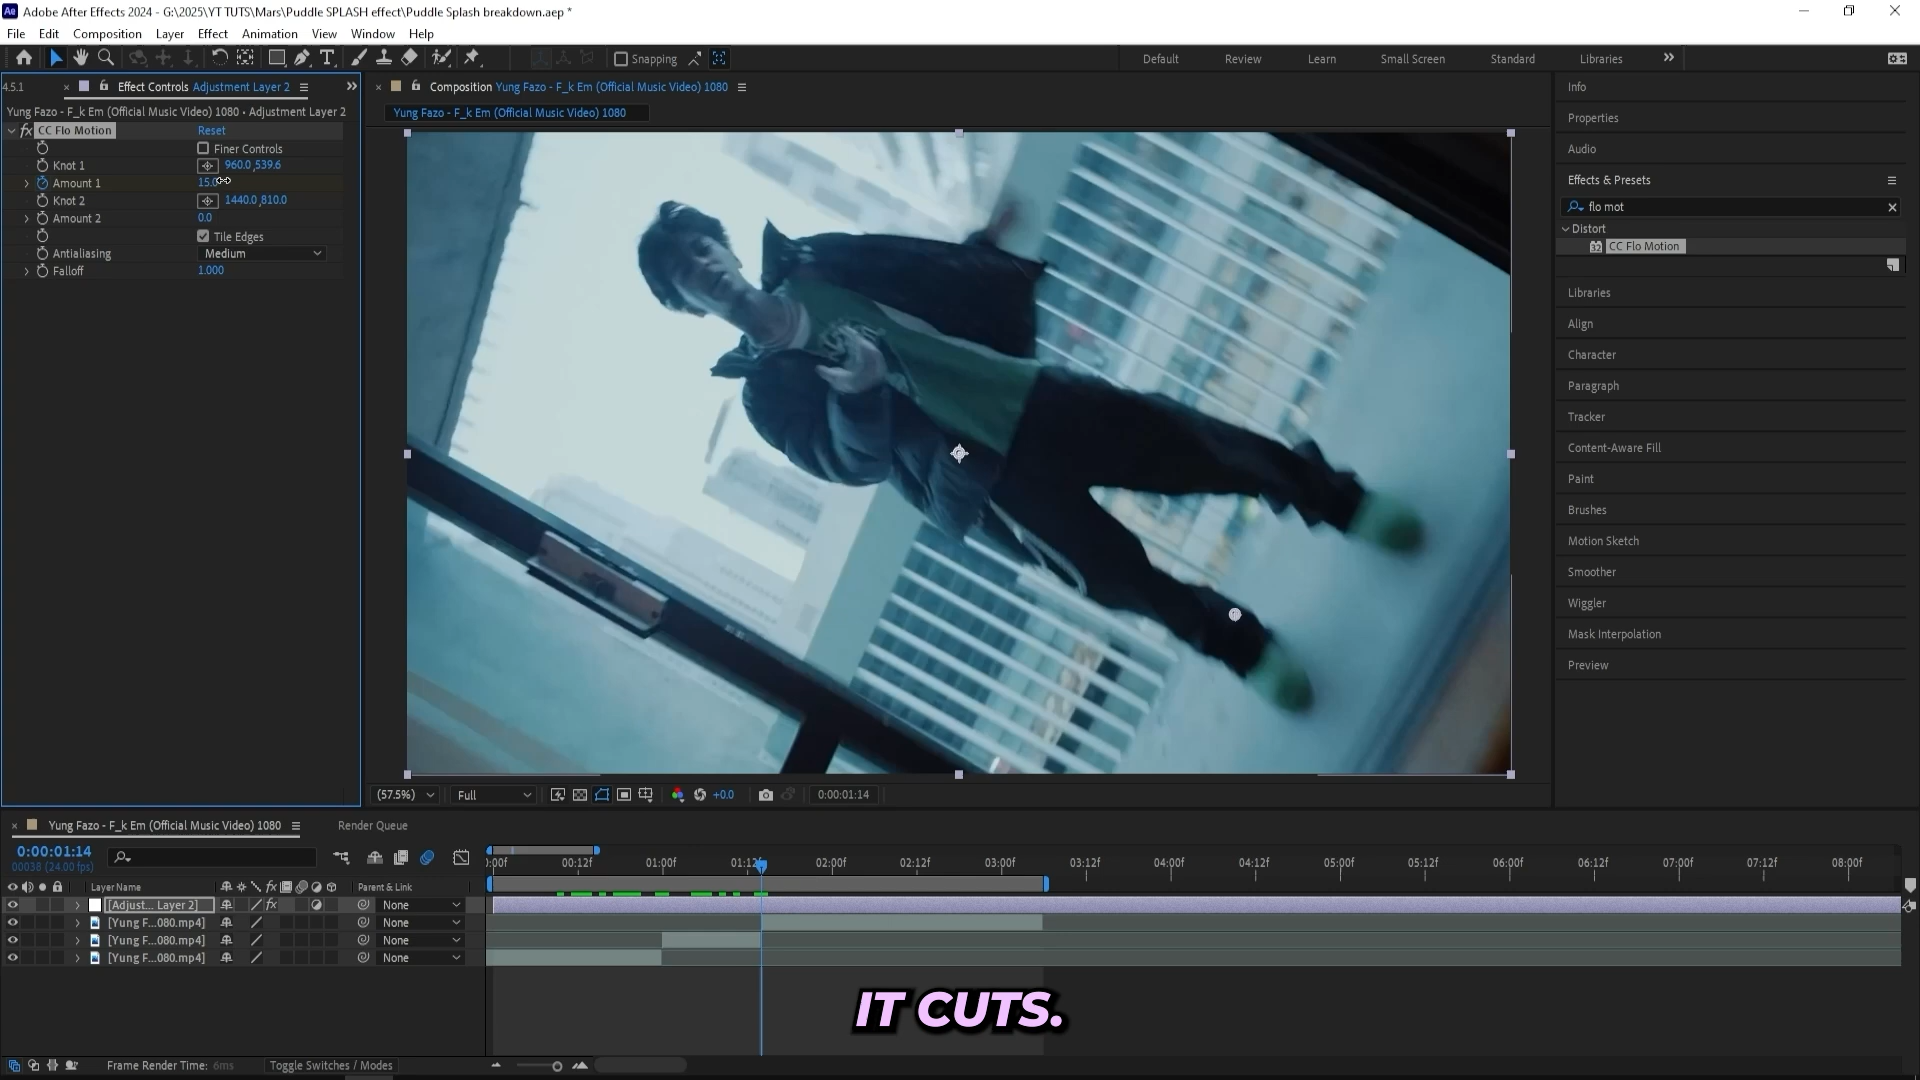 Ae Adobe After Effects 2024 - G:\2025\YT TUTS\Mars\Puddle SPLASH effect\Puddle Splash breakdown.aep *
File Edit Composition Layer Effect Animation View Window Help
Snapping Default Review Learn Small Screen Standard Libraries
4.5.1 Effect Controls Adjustment Layer 2
Yung Fazo - F_k Em (Official Music Video) 1080 • Adjustment Layer 2
fx CC Flo Motion Reset
Finer Controls
Knot 1 960.0,539.6
Amount 1 15.0
Knot 2 1440.0,810.0
Amount 2 0.0
Tile Edges
Antialiasing Medium
Falloff 1.000
Composition Yung Fazo - F_k Em (Official Music Video) 1080
Yung Fazo - F_k Em (Official Music Video) 1080
(57.5%) Full +0.0 0:00:01:14
Info
Properties
Audio
Effects & Presets
flo mot
Distort
32 CC Flo Motion
Libraries
Align
Character
Paragraph
Tracker
Content-Aware Fill
Paint
Brushes
Motion Sketch
Smoother
Wiggler
Mask Interpolation
Preview
Yung Fazo - F_k Em (Official Music Video) 1080 Render Queue
0:00:01:14
00038 (24.00 fps)
:00f 00:12f 01:00f 01:12f 02:00f 02:12f 03:00f 03:12f 04:00f 04:12f 05:00f 05:12f 06:00f 06:12f 07:00f 07:12f 08:00f
Layer Name fx Parent & Link
[Adjust... Layer 2] fx None
[Yung F...080.mp4] None
[Yung F...080.mp4] None
[Yung F...080.mp4] None
IT CUTS.
Frame Render Time: 6ms Toggle Switches / Modes